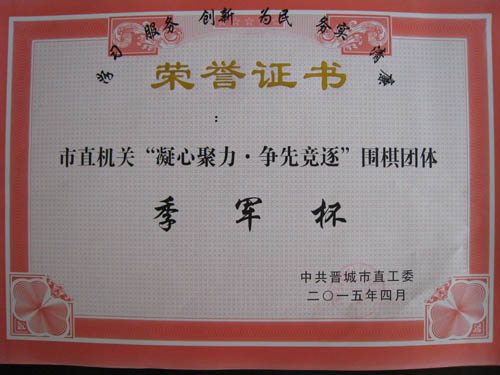 学习 服务 创新 为民 务实 清廉
荣誉证书
：
市直机关“凝心聚力·争先竞逐”围棋团体
季军杯
中共晋城市直工委
二〇一五年四月